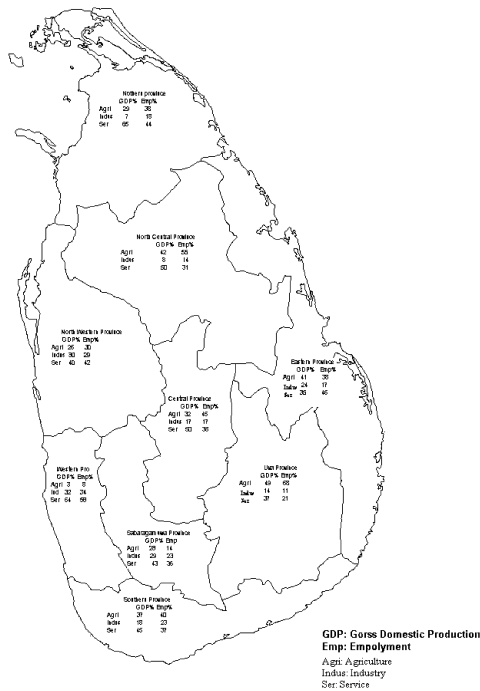 Nothern province
GDP% Emp%
Agri 29 38
Indus 7 18
Ser 65 44
North Central Province
GDP% Emp%
Agri 42 55
Indus 8 14
Ser 50 31
North Western Province
GDP% Emp%
Agri 25 30
Indus 30 29
Ser 40 42
Eastern Province
GDP% Emp%
Agri 41 38
Indus 24 17
Ser 35 45
Central Province
GDP% Emp%
Agri 32 45
Indus 17 17
Ser 50 38
Uva Province
GDP% Emp%
Agri 49 68
Indus 14 11
Ser 37 21
Western Pro
GDP% Emp%
Agri 3 8
Ind 32 34
Ser 64 58
Sabaragamuwa Province
GDP% Emp
Agri 28 14
Indus 29 23
Ser 43 36
Southern Province
GDP% Emp%
Agri 37 40
Indus 18 23
Ser 45 37
GDP: Gorss Domestic Production
Emp: Empolyment
Agri: Agriculture
Indus: Industry
Ser: Service